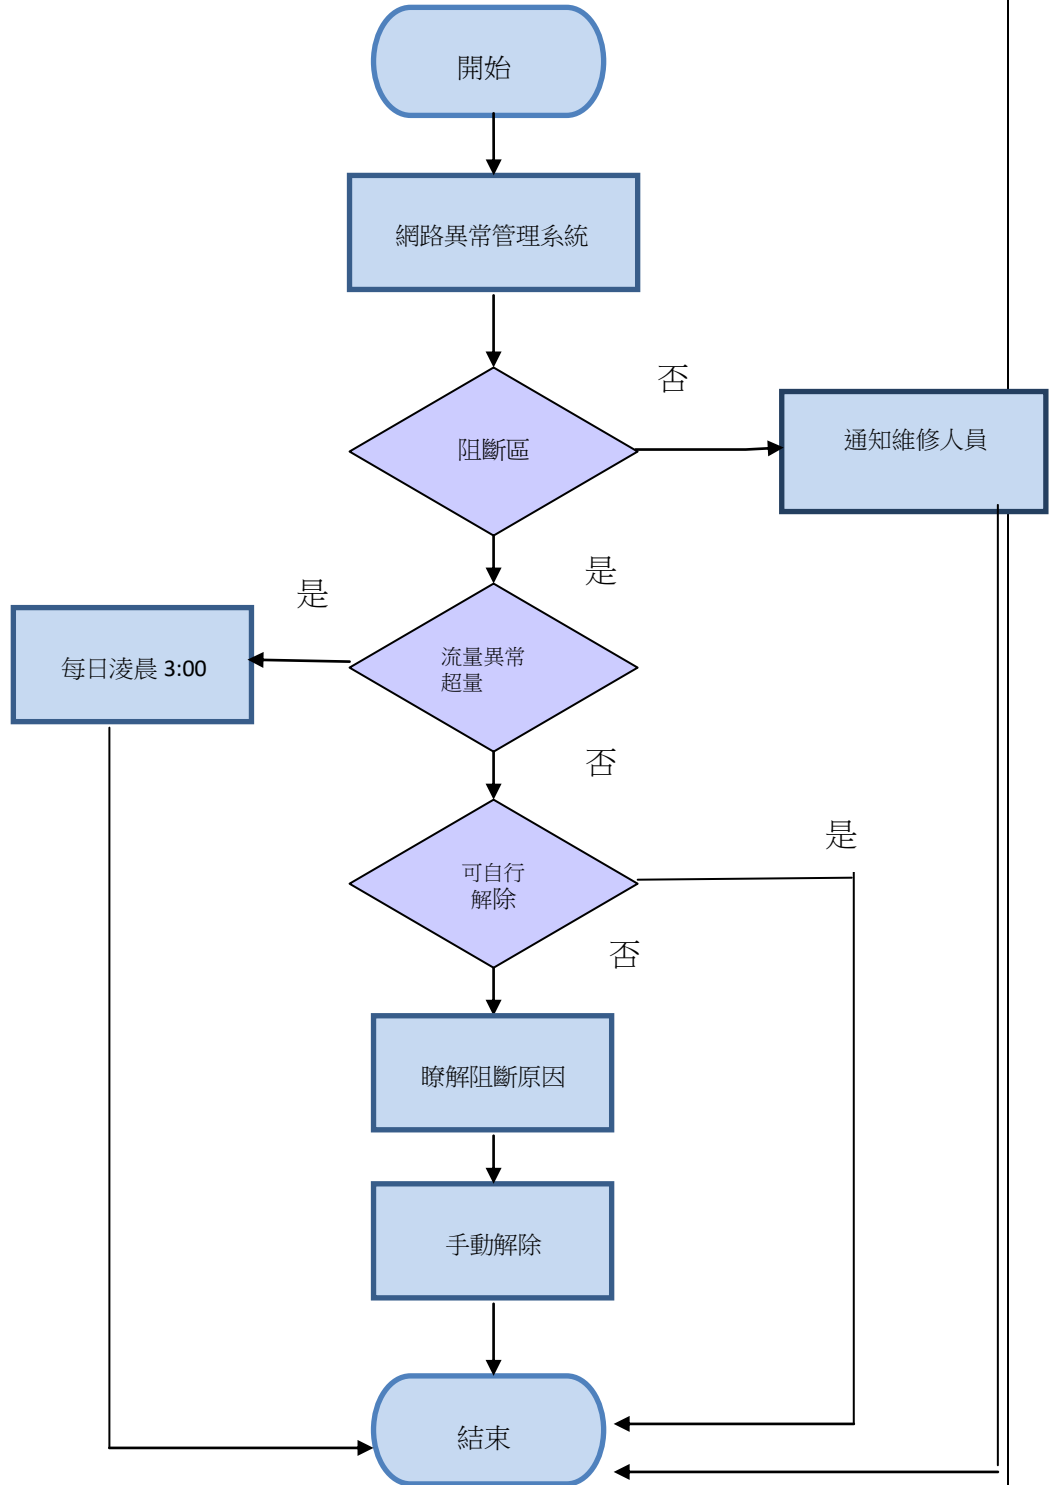 開始
網路異常管理系統
否
阻斷區
通知維修人員
是
是
流量異常
超量
每日淩晨 3:00
否
是
可自行
解除
否
瞭解阻斷原因
手動解除
結束